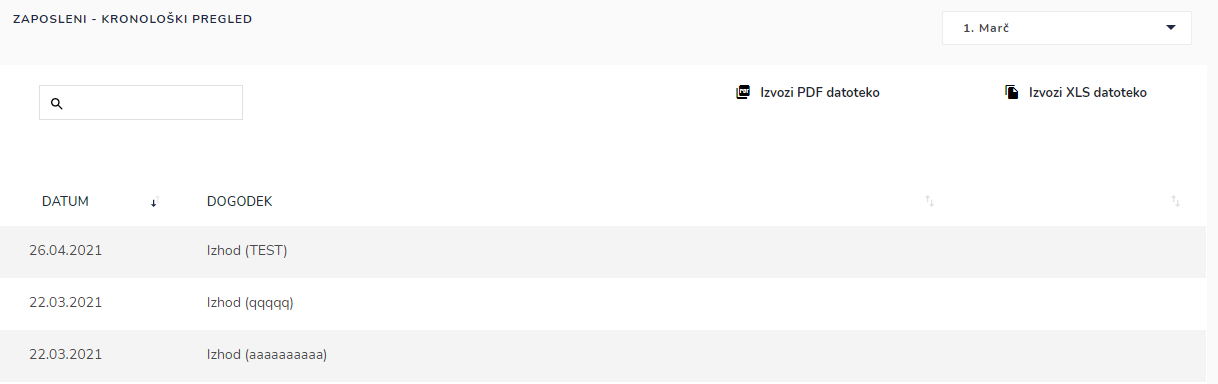 ZAPOSLENI - KRONOLOŠKI PREGLED
1. Marč
Izvozi PDF datoteko
Izvozi XLS datoteko
DATUM DOGODEK
26.04.2021 Izhod (TEST)
22.03.2021 Izhod (qqqqq)
22.03.2021 Izhod (aaaaaaaaaa)